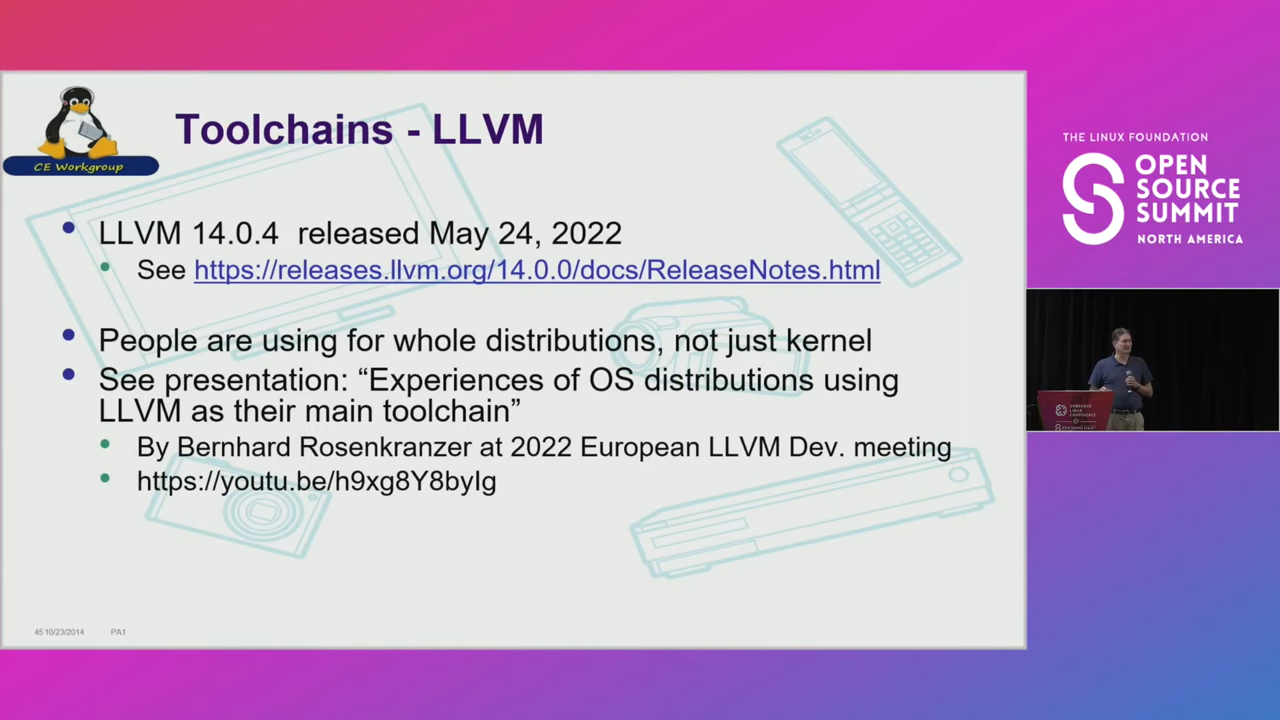 CE Workgroup
Toolchains - LLVM
LLVM 14.0.4 released May 24, 2022
See https://releases.llvm.org/14.0.0/docs/ReleaseNotes.html
People are using for whole distributions, not just kernel
See presentation: “Experiences of OS distributions using
LLVM as their main toolchain”
By Bernhard Rosenkranzer at 2022 European LLVM Dev. meeting
https://youtu.be/h9xg8Y8byIg
45 10/23/2014 PA1
THE LINUX FOUNDATION
OPEN
SOURCE
SUMMIT
NORTH AMERICA
EMBEDDED
LINUX
CONFERENCE